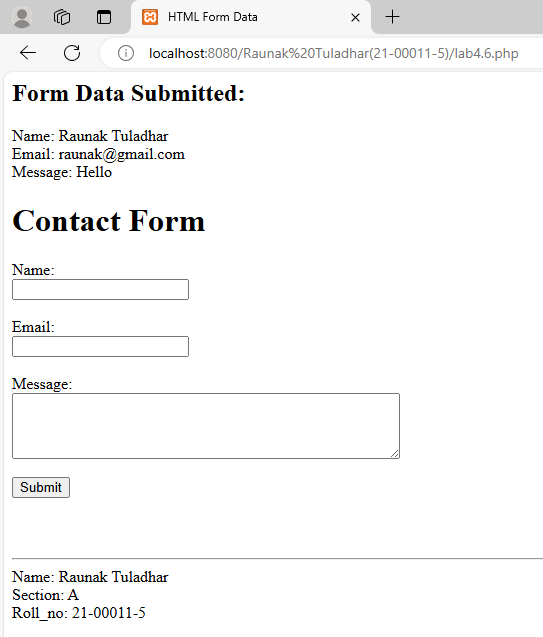 HTML Form Data
localhost:8080/Raunak%20Tuladhar(21-00011-5)/lab4.6.php
Form Data Submitted:
Name: Raunak Tuladhar
Email: raunak@gmail.com
Message: Hello
Contact Form
Name:
Email:
Message:
Submit
Name: Raunak Tuladhar
Section: A
Roll_no: 21-00011-5